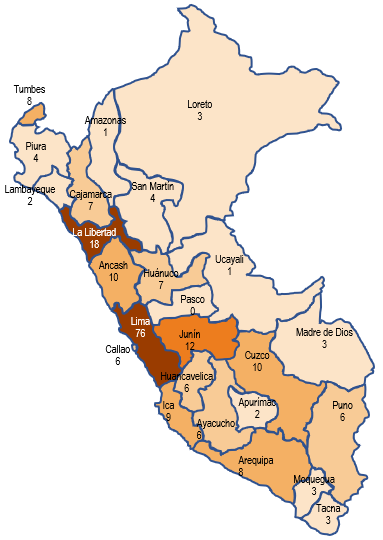 Tumbes
8
Loreto
3
Amazonas
1
Piura
4
Lambayeque
2
Cajamarca
7
San Martin
4
La Libertad
18
Ancash
10
Huánuco
7
Ucayali
1
Pasco
0
Lima
76
Callao
6
Junín
12
Madre de Dios
3
Cuzco
10
Huancavelica
6
Ica
9
Ayacucho
6
Apurimac
2
Puno
6
Arequipa
8
Moquegua
3
Tacna
3